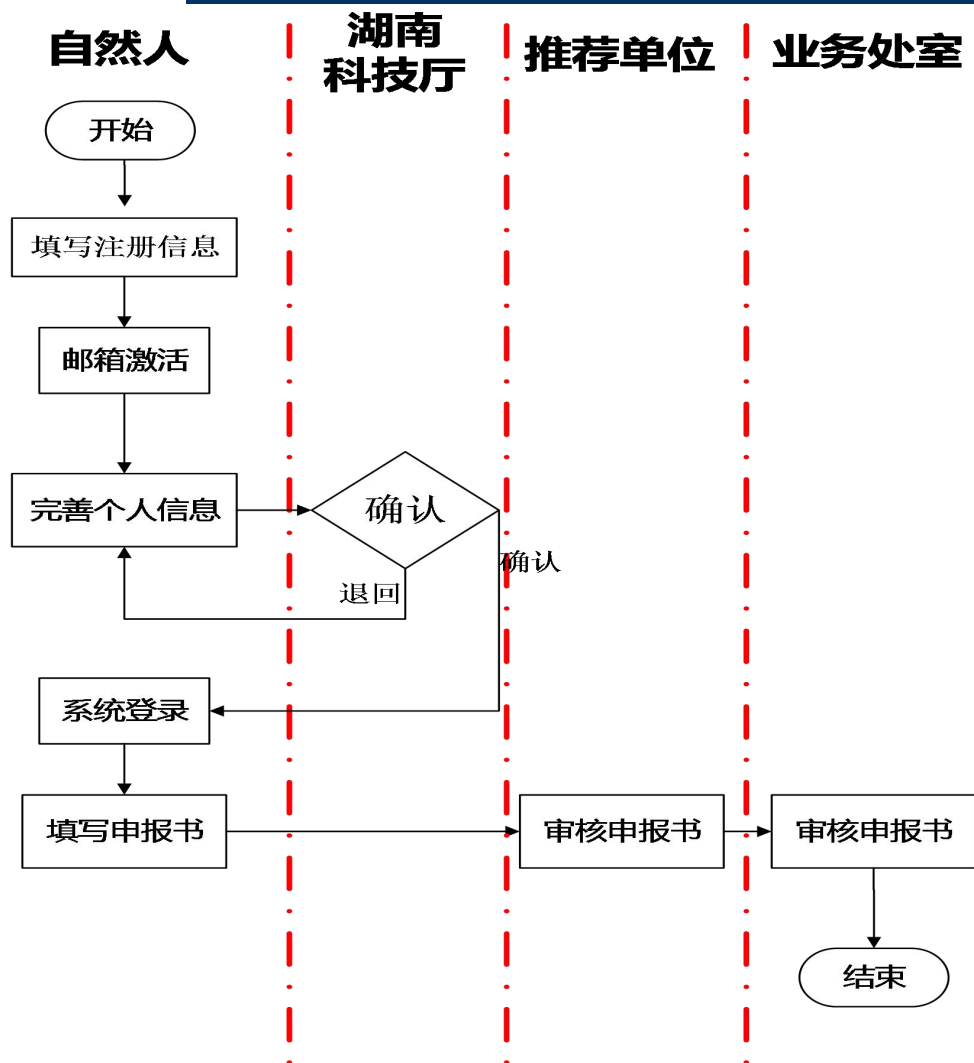 自然人
湖南
科技厅
推荐单位
业务处室
开始
填写注册信息
邮箱激活
完善个人信息
确认
确认
退回
系统登录
填写申报书
审核申报书
审核申报书
结束